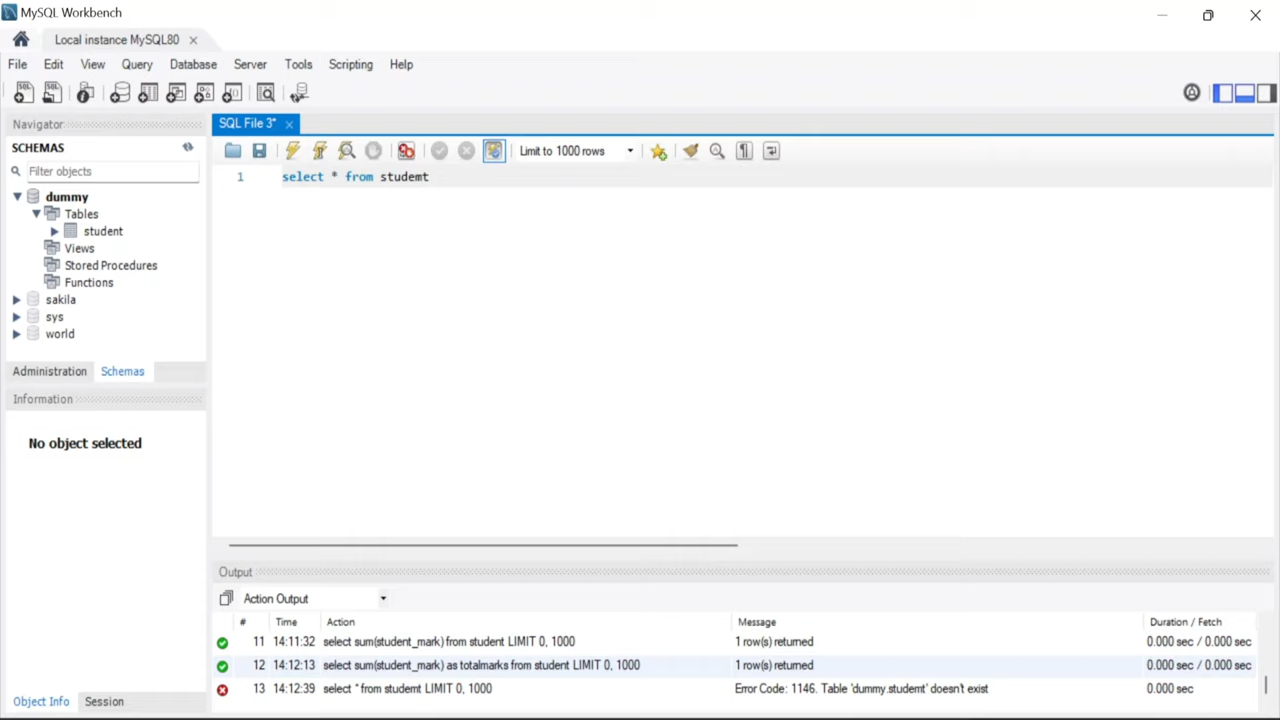 MySQL Workbench
Local instance MySQL80
File Edit View Query Database Server Tools Scripting Help
Navigator
SQL File 3*
SCHEMAS
Filter objects
Limit to 1000 rows
1 select * from studemt
dummy
Tables
student
Views
Stored Procedures
Functions
sakila
sys
world
Administration Schemas
Information
No object selected
Output
Action Output
# Time Action Message Duration / Fetch
11 14:11:32 select sum(student_mark) from student LIMIT 0, 1000 1 row(s) returned 0.000 sec / 0.000 sec
12 14:12:13 select sum(student_mark) as totalmarks from student LIMIT 0, 1000 1 row(s) returned 0.000 sec / 0.000 sec
13 14:12:39 select * from studemt LIMIT 0, 1000 Error Code: 1146. Table 'dummy.studemt' doesn't exist 0.000 sec
Object Info Session